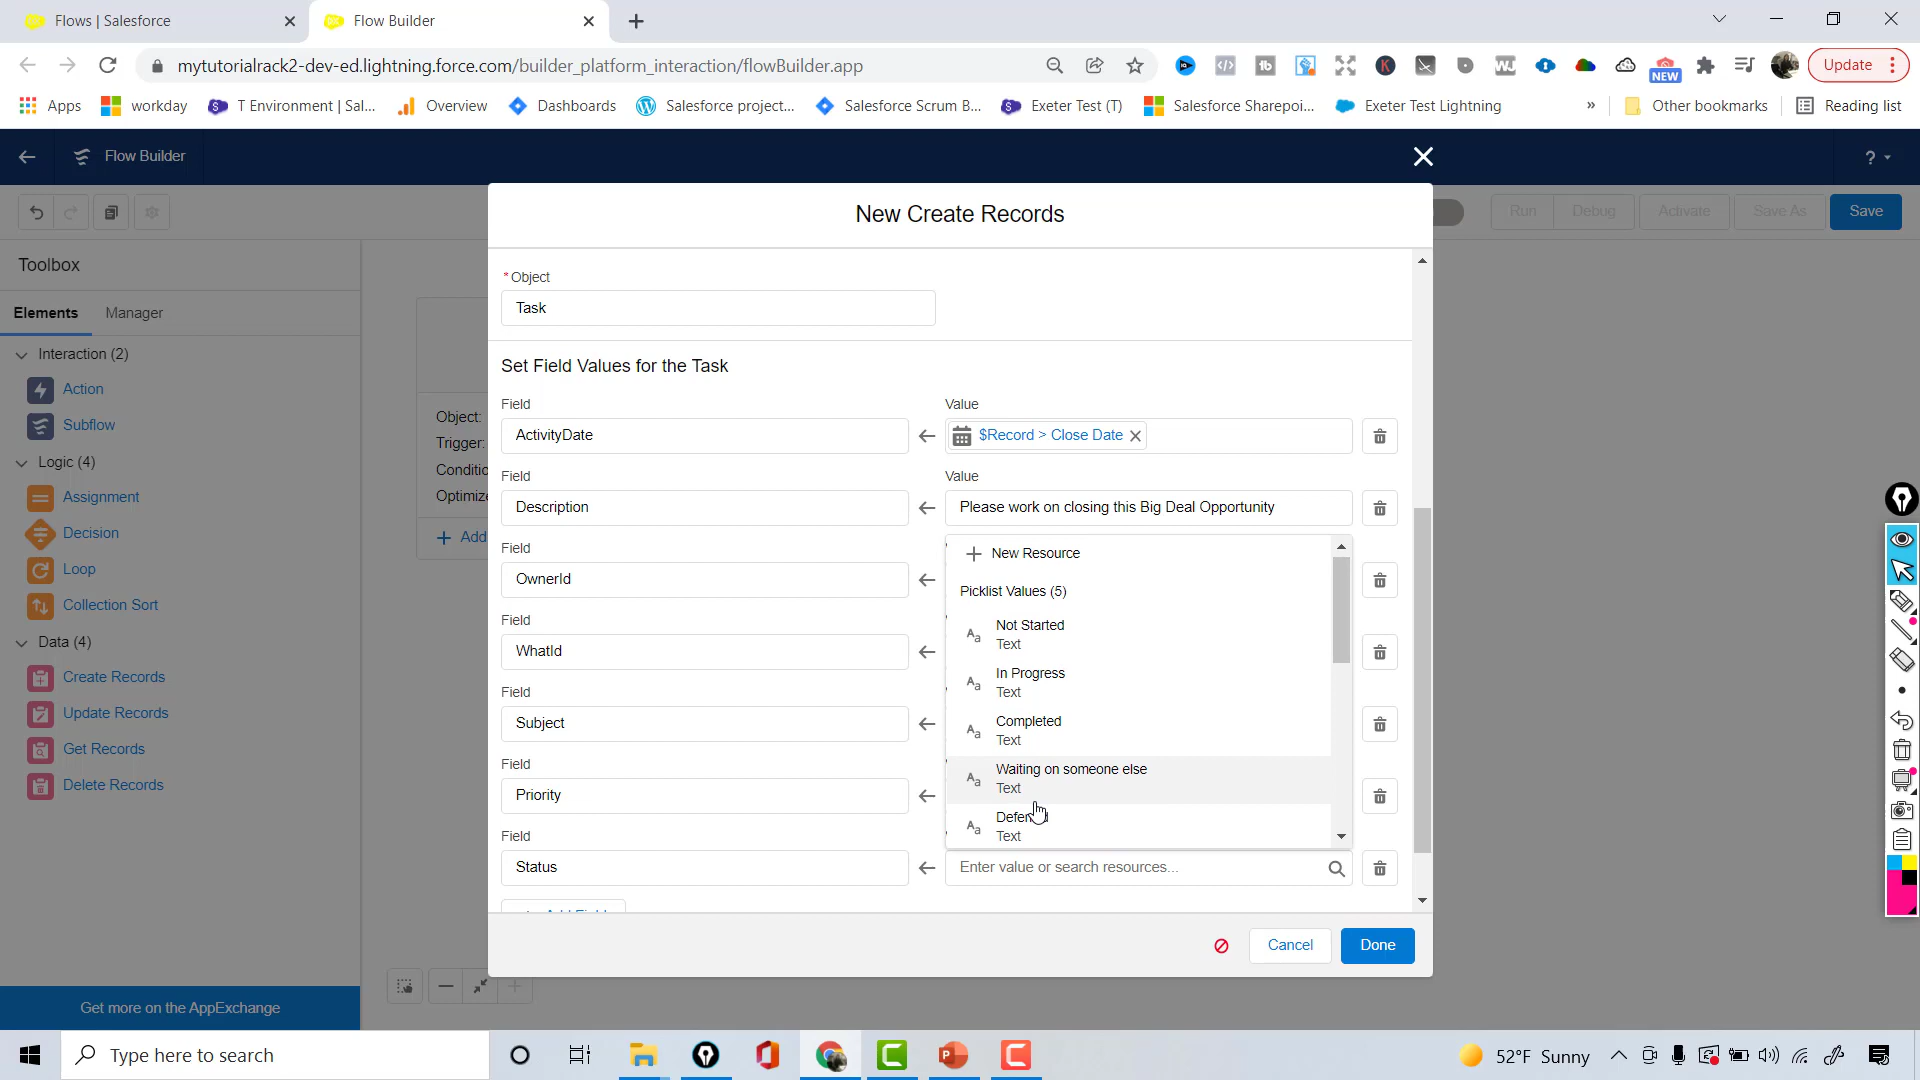 Flows | Salesforce
Flow Builder
mytutorialrack2-dev-ed.lightning.force.com/builder_platform_interaction/flowBuilder.app
NEW
Update
Apps
workday
T Environment | Sal...
Overview
Dashboards
Salesforce project...
Salesforce Scrum B...
Exeter Test (T)
Salesforce Sharepoi...
Exeter Test Lightning
»
Other bookmarks
Reading list
Flow Builder
?
New Create Records
Run
Debug
Activate
Save As
Save
Toolbox
Elements
Manager
Interaction (2)
Action
Subflow
Logic (4)
Assignment
Decision
Loop
Collection Sort
Data (4)
Create Records
Update Records
Get Records
Delete Records
Get more on the AppExchange
Object:
Trigger:
Conditio
Optimize
Add
*Object
Task
Set Field Values for the Task
Field
Value
ActivityDate
$Record > Close Date
Field
Value
Description
Please work on closing this Big Deal Opportunity
Field
OwnerId
Field
WhatId
Field
Subject
Field
Priority
Field
Status
Enter value or search resources...
New Resource
Picklist Values (5)
Not Started
Text
In Progress
Text
Completed
Text
Waiting on someone else
Text
Deferred
Text
Cancel
Done
Type here to search
52°F Sunny